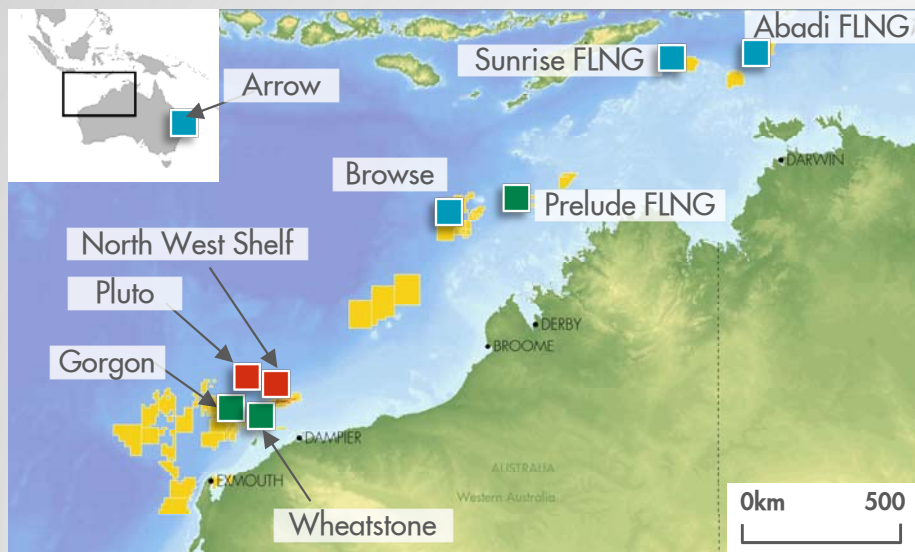 Abadi FLNG
Sunrise FLNG
Arrow
DARWIN
Browse
Prelude FLNG
North West Shelf
Pluto
DERBY
BROOME
Gorgon
DAMPIER
AUSTRALIA
EXMOUTH
Western Australia
0km 500
Wheatstone